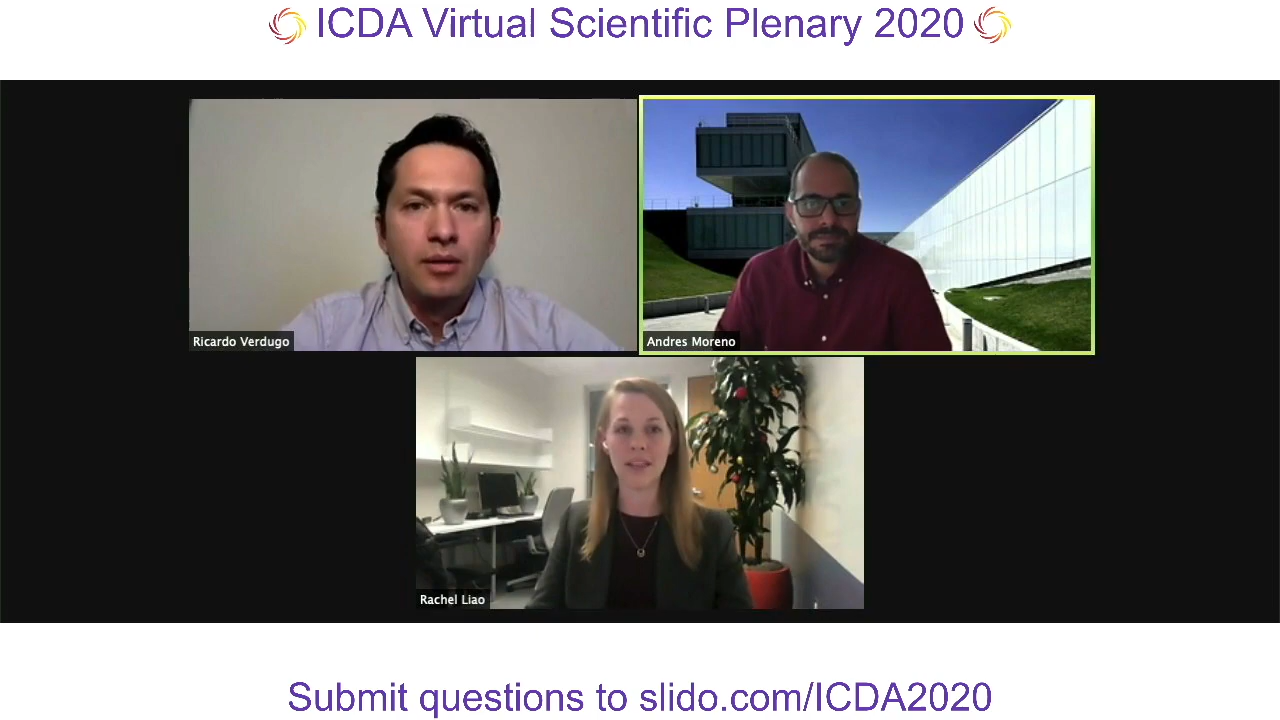 ICDA Virtual Scientific Plenary 2020
Ricardo Verdugo
Andres Moreno
Rachel Liao
Submit questions to slido.com/ICDA2020